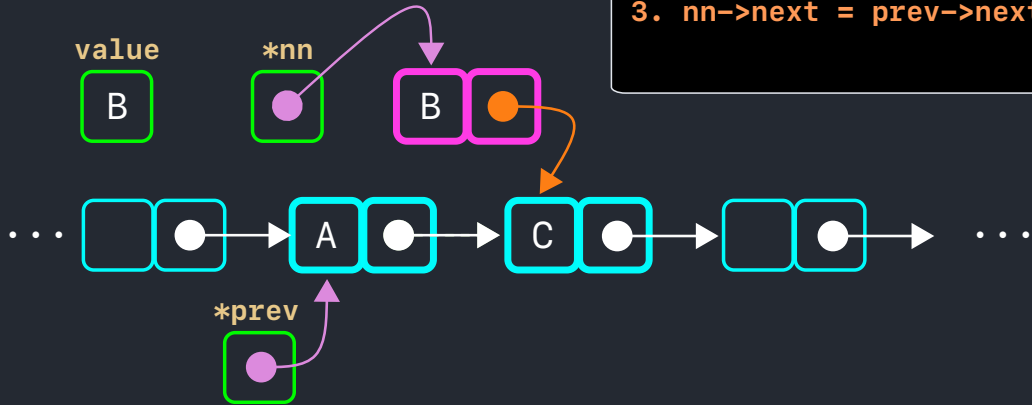 3. nn->next = prev->next
value *nn
B B
... A C ...
*prev